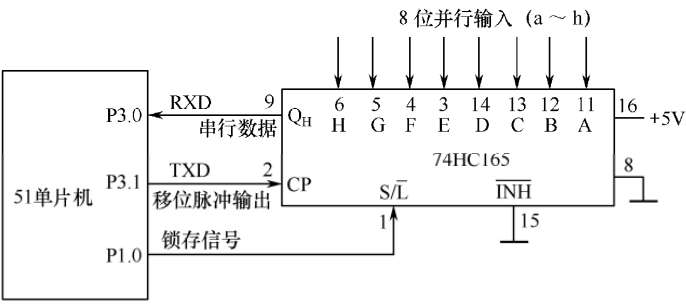 8 位并行输入 (a ~ h)
RXD 9 6 5 4 3 14 13 12 11 16
P3.0 Q_H H G F E D C B A +5V
串行数据
74HC165
TXD 2 8
P3.1 CP
51单片机 移位脉冲输出 S/L̅ I̅N̅H̅
1 15
锁存信号
P1.0